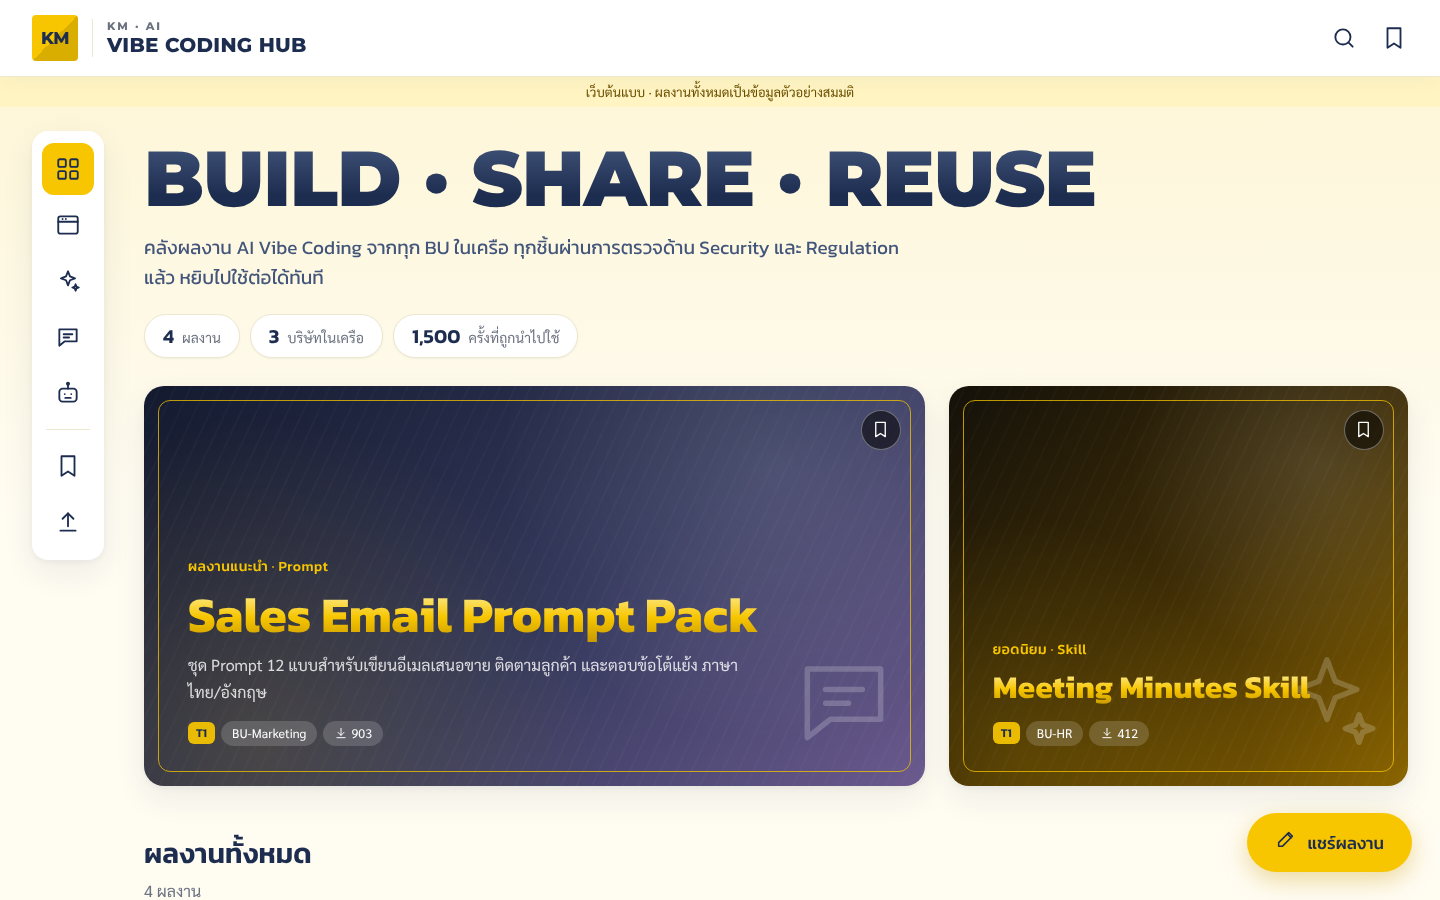 KM
KM · AI
VIBE CODING HUB
เว็บต้นแบบ · ผลงานทั้งหมดเป็นข้อมูลตัวอย่างสมมติ
BUILD • SHARE • REUSE
คลังผลงาน AI Vibe Coding จากทุก BU ในเครือ ทุกชิ้นผ่านการตรวจด้าน Security และ Regulation
แล้ว หยิบไปใช้ต่อได้ทันที
4 ผลงาน
3 บริษัทในเครือ
1,500 ครั้งที่ถูกนำไปใช้
ผลงานแนะนำ · Prompt
Sales Email Prompt Pack
ชุด Prompt 12 แบบสำหรับเขียนอีเมลเสนอขาย ติดตามลูกค้า และตอบข้อโต้แย้ง ภาษา
ไทย/อังกฤษ
T1 BU-Marketing 903
ยอดนิยม · Skill
Meeting Minutes Skill
T1 BU-HR 412
ผลงานทั้งหมด
4 ผลงาน
แชร์ผลงาน